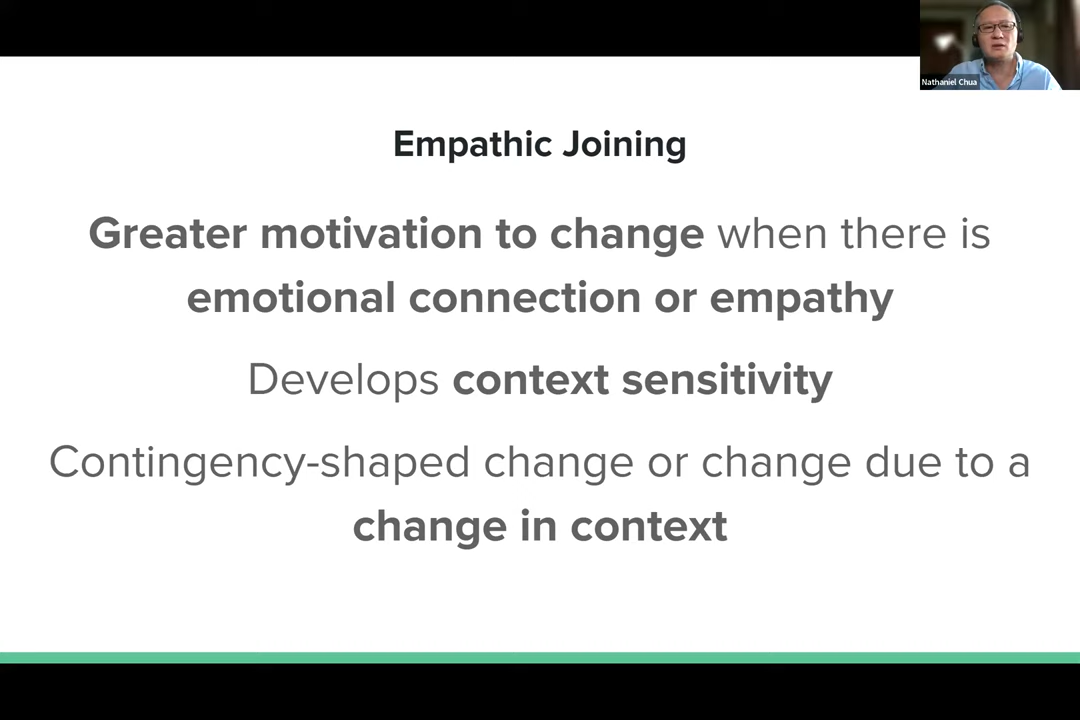 Nathaniel Chua
Empathic Joining
Greater motivation to change when there is
emotional connection or empathy
Develops context sensitivity
Contingency-shaped change or change due to a
change in context